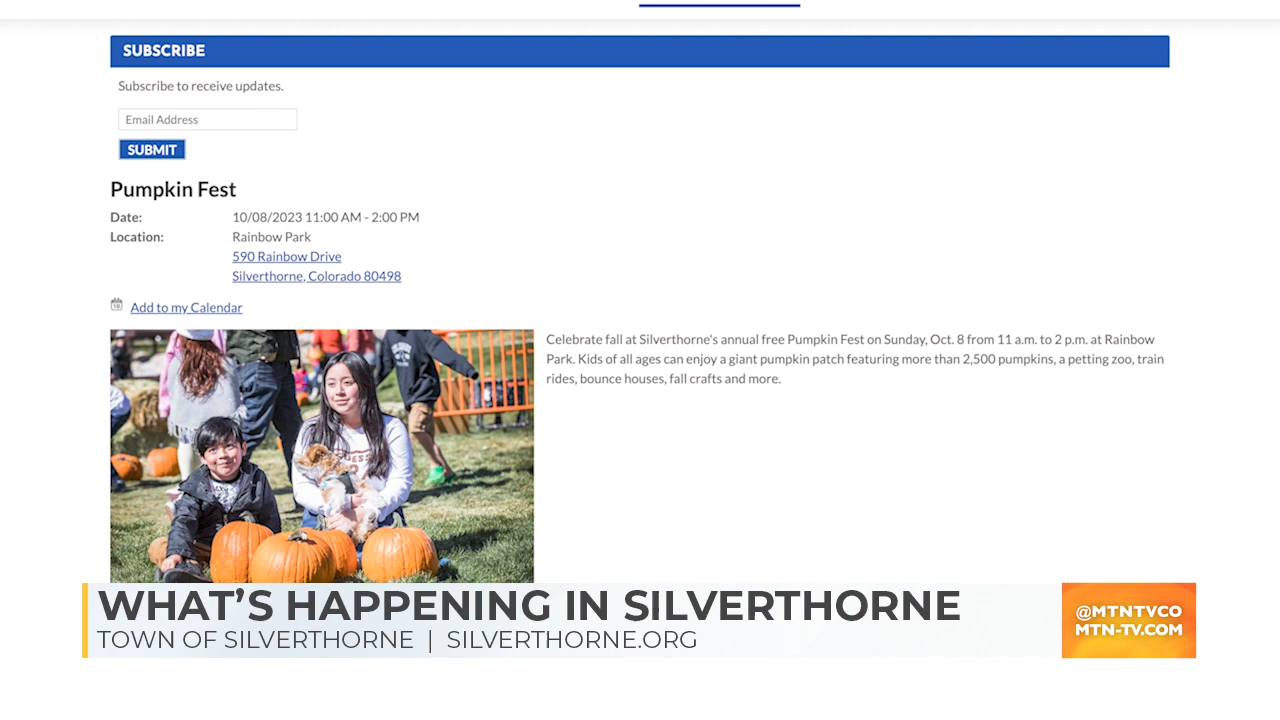 SUBSCRIBE
Subscribe to receive updates.
Email Address
SUBMIT
Pumpkin Fest
Date: 10/08/2023 11:00 AM - 2:00 PM
Location: Rainbow Park
590 Rainbow Drive
Silverthorne, Colorado 80498
Add to my Calendar
Celebrate fall at Silverthorne's annual free Pumpkin Fest on Sunday, Oct. 8 from 11 a.m. to 2 p.m. at Rainbow
Park. Kids of all ages can enjoy a giant pumpkin patch featuring more than 2,500 pumpkins, a petting zoo, train
rides, bounce houses, fall crafts and more.
WHAT'S HAPPENING IN SILVERTHORNE
TOWN OF SILVERTHORNE | SILVERTHORNE.ORG
@MTNTVCO
MTN-TV.COM